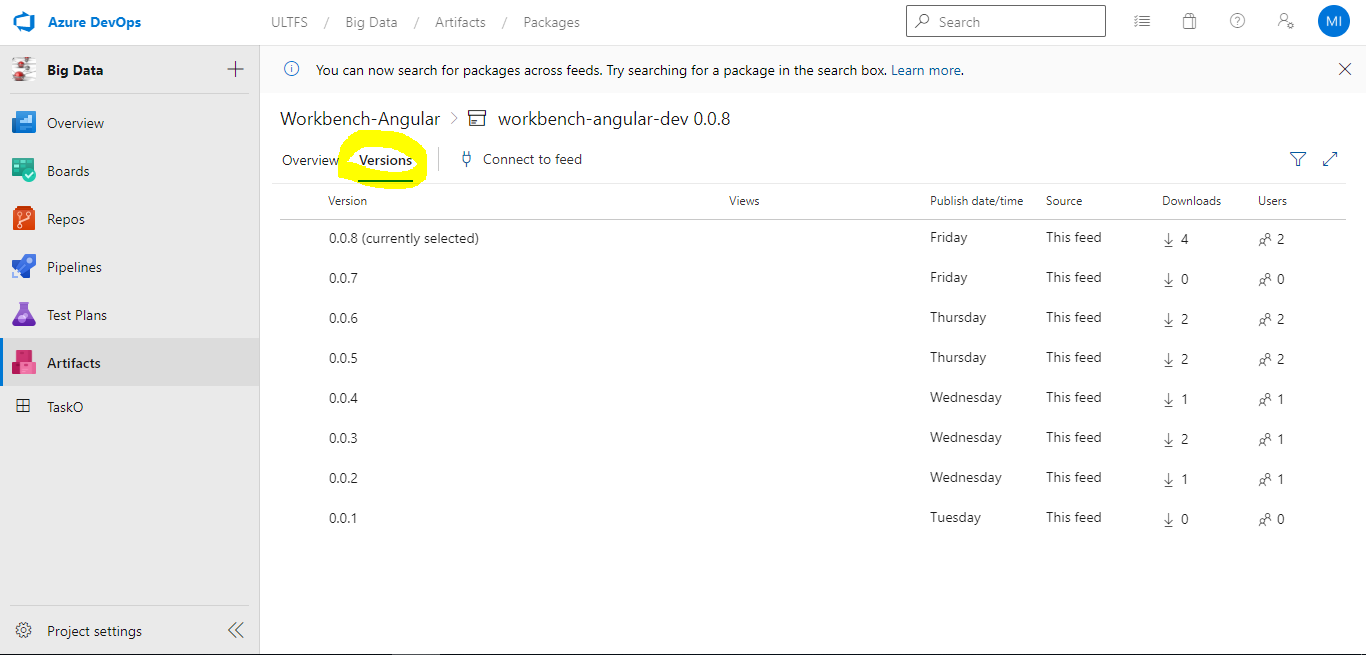 Azure DevOps
ULTFS / Big Data / Artifacts / Packages
Search
MI
Big Data
You can now search for packages across feeds. Try searching for a package in the search box. Learn more.
Overview
Boards
Repos
Pipelines
Test Plans
Artifacts
TaskO
Project settings
Workbench-Angular > workbench-angular-dev 0.0.8
Overview Versions Connect to feed
Version Views Publish date/time Source Downloads Users
0.0.8 (currently selected) Friday This feed 4 2
0.0.7 Friday This feed 0 0
0.0.6 Thursday This feed 2 2
0.0.5 Thursday This feed 2 2
0.0.4 Wednesday This feed 1 1
0.0.3 Wednesday This feed 2 1
0.0.2 Wednesday This feed 1 1
0.0.1 Tuesday This feed 0 0